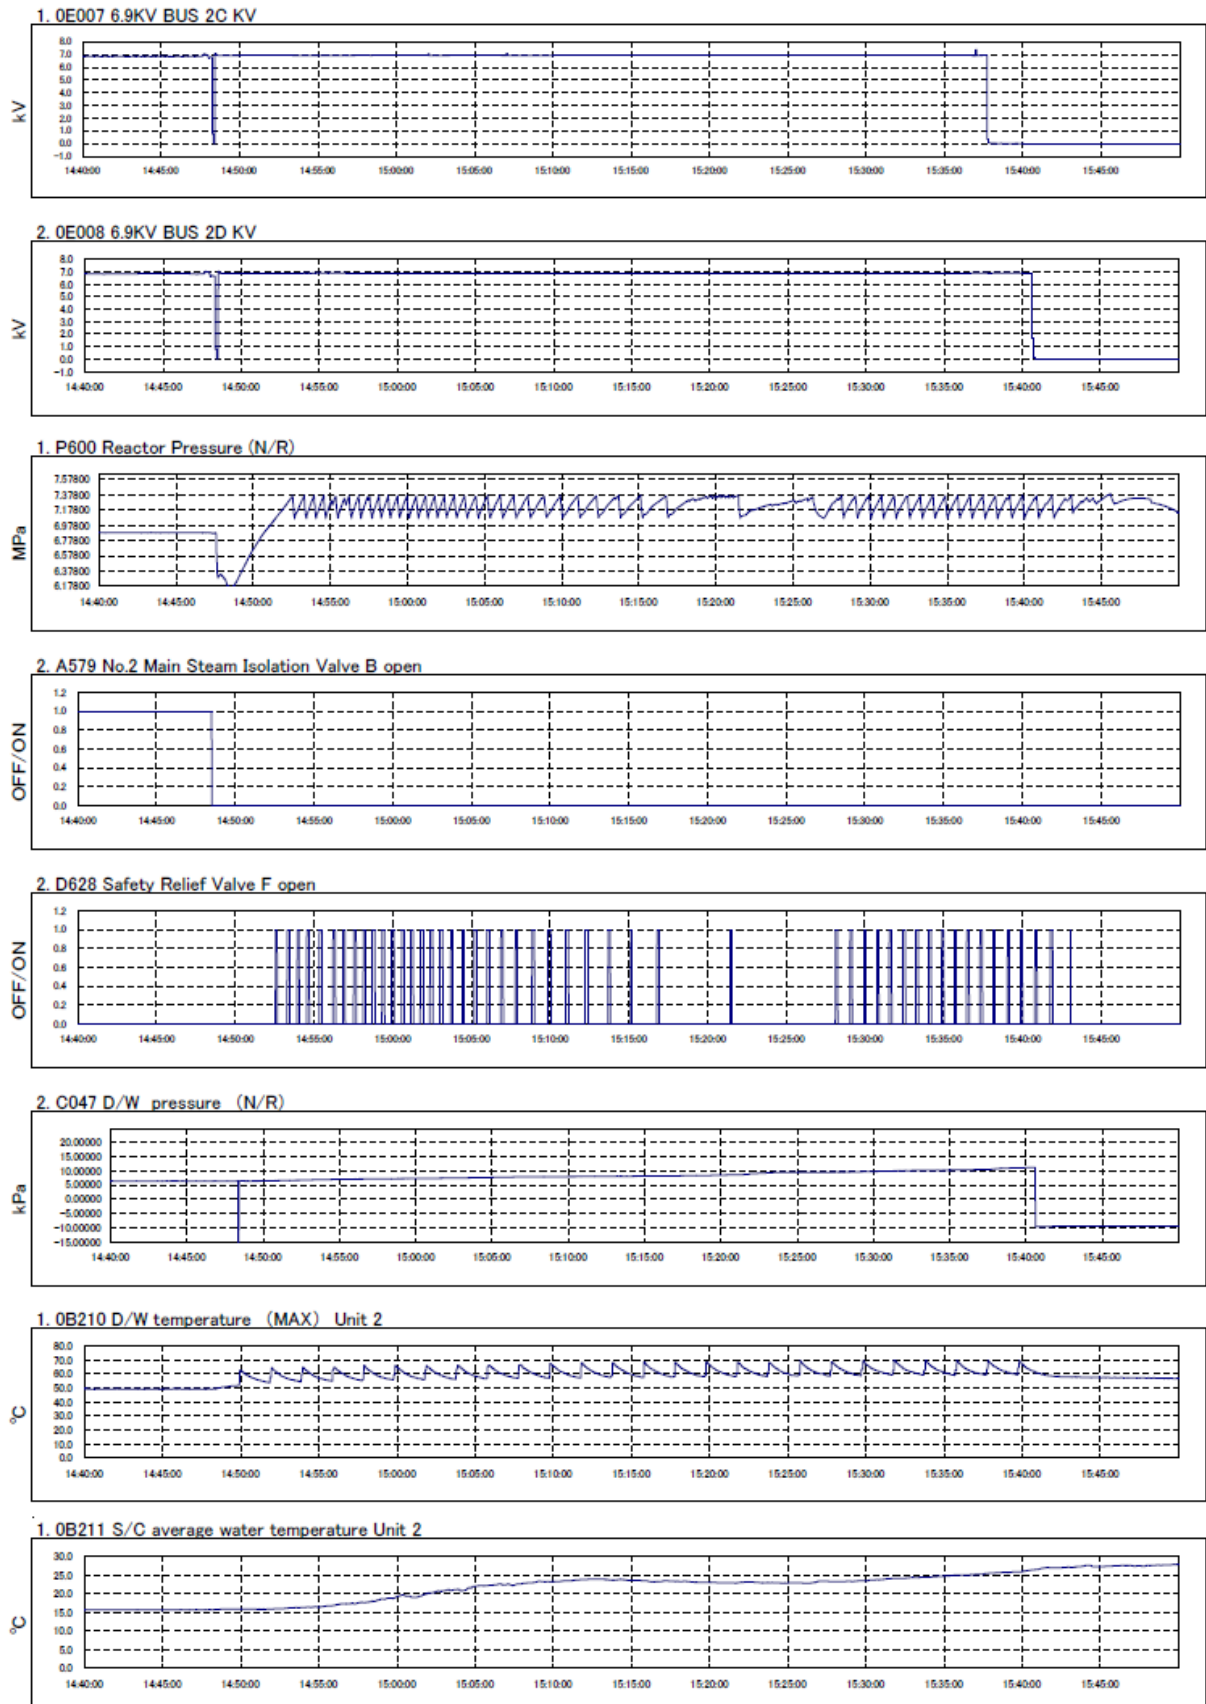 1. 0E007 6.9KV BUS 2C KV
kV
8.0
7.0
6.0
5.0
4.0
3.0
2.0
1.0
0.0
-1.0
14:40:00 14:45:00 14:50:00 14:55:00 15:00:00 15:05:00 15:10:00 15:15:00 15:20:00 15:25:00 15:30:00 15:35:00 15:40:00 15:45:00
2. 0E008 6.9KV BUS 2D KV
kV
8.0
7.0
6.0
5.0
4.0
3.0
2.0
1.0
0.0
-1.0
14:40:00 14:45:00 14:50:00 14:55:00 15:00:00 15:05:00 15:10:00 15:15:00 15:20:00 15:25:00 15:30:00 15:35:00 15:40:00 15:45:00
1. P600 Reactor Pressure (N/R)
MPa
7.57800
7.37800
7.17800
6.97800
6.77800
6.57800
6.37800
6.17800
14:40:00 14:45:00 14:50:00 14:55:00 15:00:00 15:05:00 15:10:00 15:15:00 15:20:00 15:25:00 15:30:00 15:35:00 15:40:00 15:45:00
2. A579 No.2 Main Steam Isolation Valve B open
OFF/ON
1.2
1.0
0.8
0.6
0.4
0.2
0.0
14:40:00 14:45:00 14:50:00 14:55:00 15:00:00 15:05:00 15:10:00 15:15:00 15:20:00 15:25:00 15:30:00 15:35:00 15:40:00 15:45:00
2. D628 Safety Relief Valve F open
OFF/ON
1.2
1.0
0.8
0.6
0.4
0.2
0.0
14:40:00 14:45:00 14:50:00 14:55:00 15:00:00 15:05:00 15:10:00 15:15:00 15:20:00 15:25:00 15:30:00 15:35:00 15:40:00 15:45:00
2. C047 D/W pressure (N/R)
kPa
20.00000
15.00000
10.00000
5.00000
0.00000
-5.00000
-10.00000
-15.00000
14:40:00 14:45:00 14:50:00 14:55:00 15:00:00 15:05:00 15:10:00 15:15:00 15:20:00 15:25:00 15:30:00 15:35:00 15:40:00 15:45:00
1. 0B210 D/W temperature (MAX) Unit 2
°C
80.0
70.0
60.0
50.0
40.0
30.0
20.0
10.0
0.0
14:40:00 14:45:00 14:50:00 14:55:00 15:00:00 15:05:00 15:10:00 15:15:00 15:20:00 15:25:00 15:30:00 15:35:00 15:40:00 15:45:00
1. 0B211 S/C average water temperature Unit 2
°C
30.0
25.0
20.0
15.0
10.0
5.0
0.0
14:40:00 14:45:00 14:50:00 14:55:00 15:00:00 15:05:00 15:10:00 15:15:00 15:20:00 15:25:00 15:30:00 15:35:00 15:40:00 15:45:00